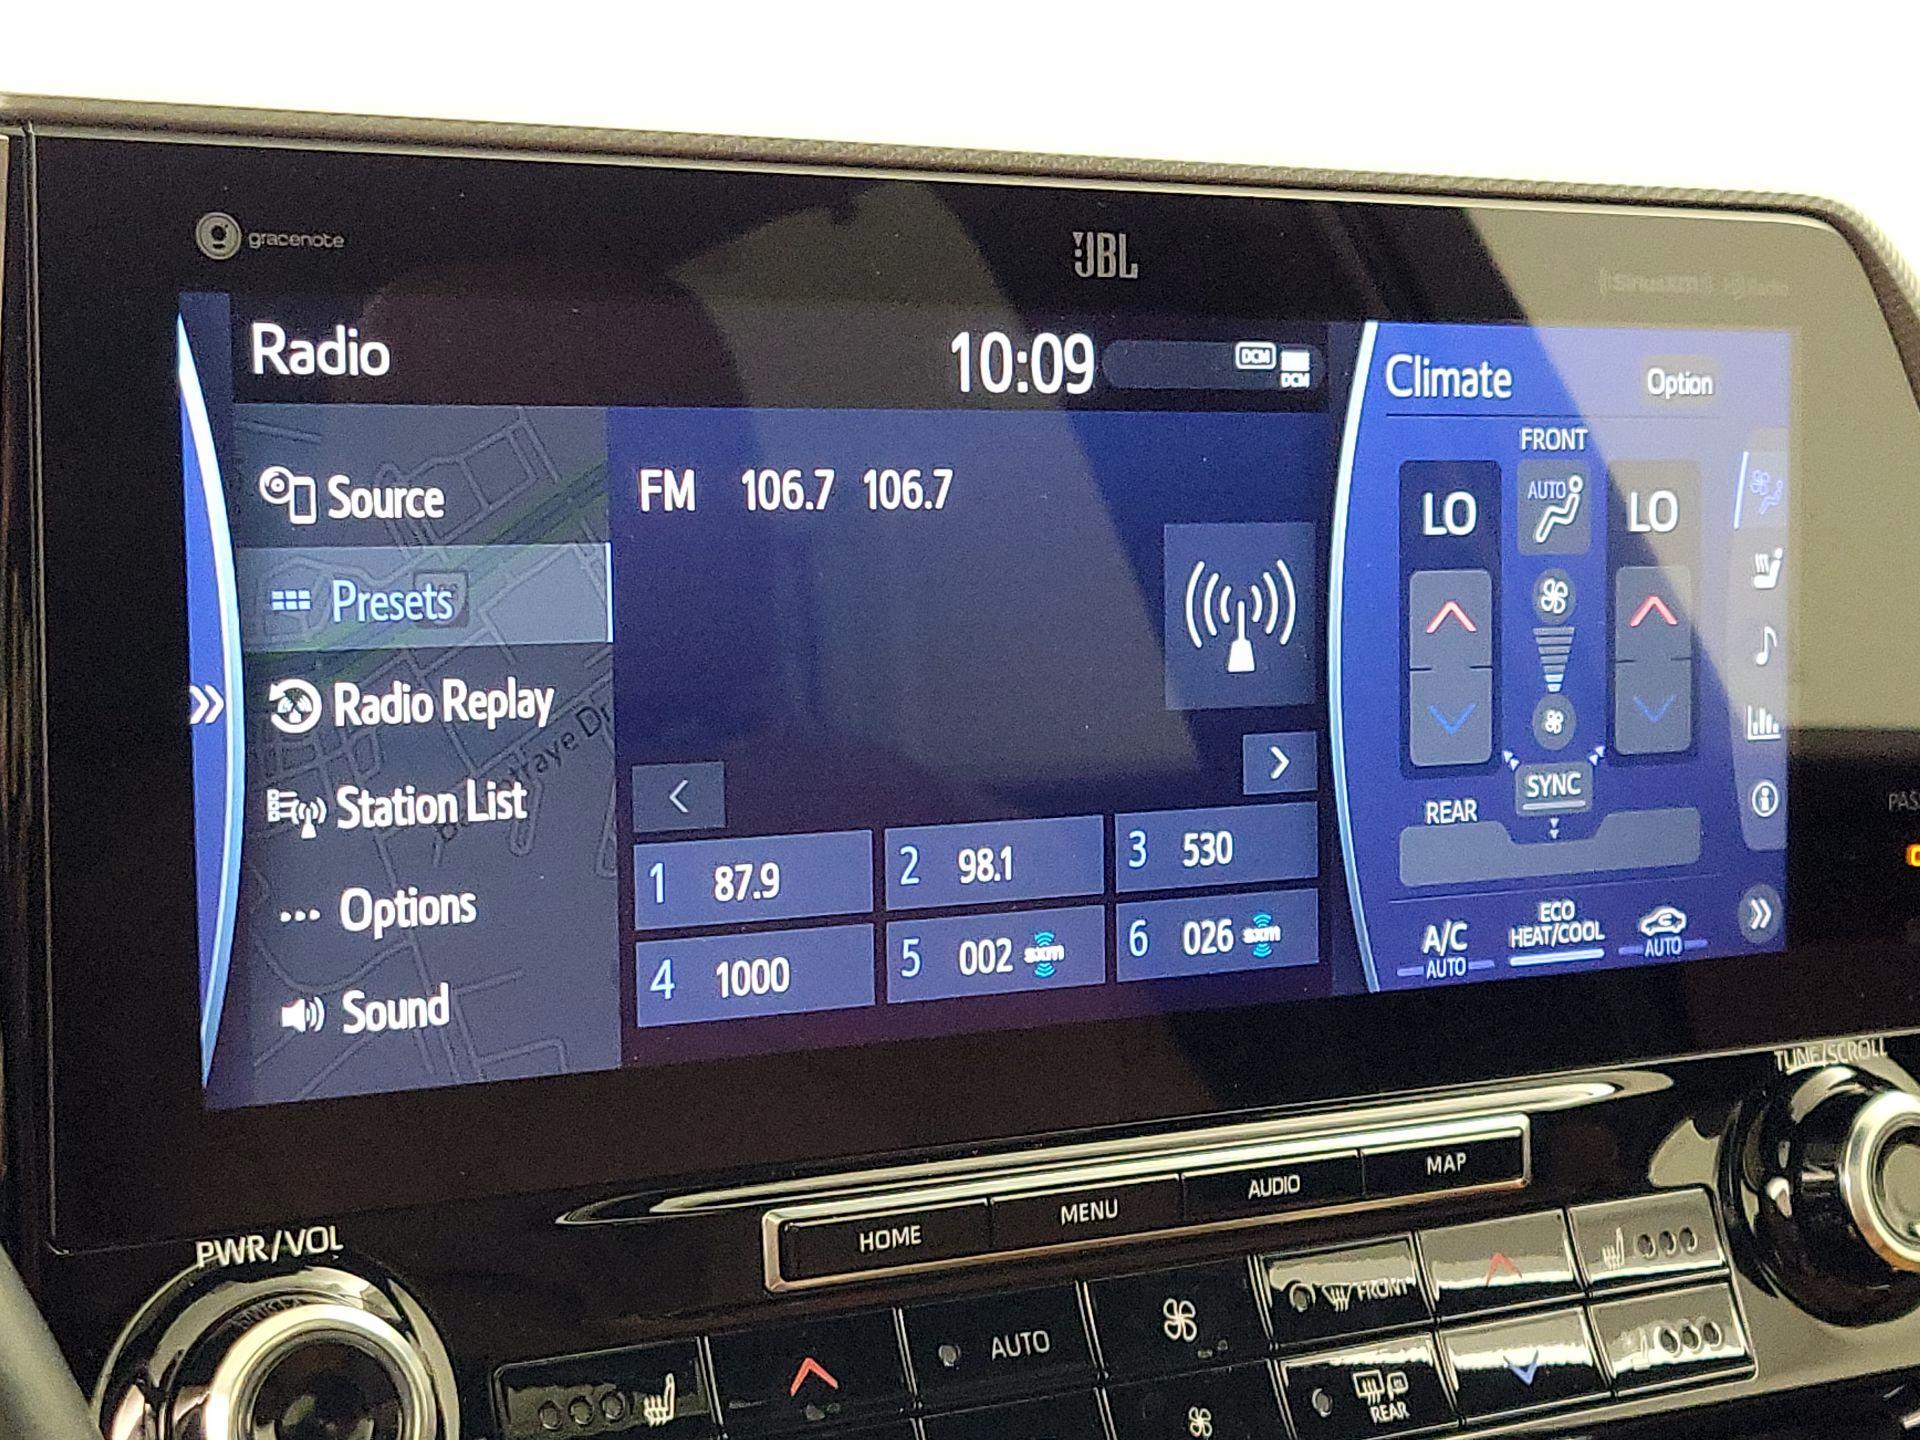 gracenote
JBL
SiriusXM HD Radio
Radio
10:09
DCM
DCM
Source
Presets
Radio Replay
Station List
Options
Sound
FM 106.7 106.7
1 87.9
2 98.1
3 530
4 1000
5 002 sxm
6 026 sxm
Climate
Option
FRONT
LO
AUTO
LO
SYNC
REAR
A/C
AUTO
ECO
HEAT/COOL
AUTO
PWR/VOL
TUNE/SCROLL
HOME
MENU
AUDIO
MAP
AUTO
FRONT
REAR